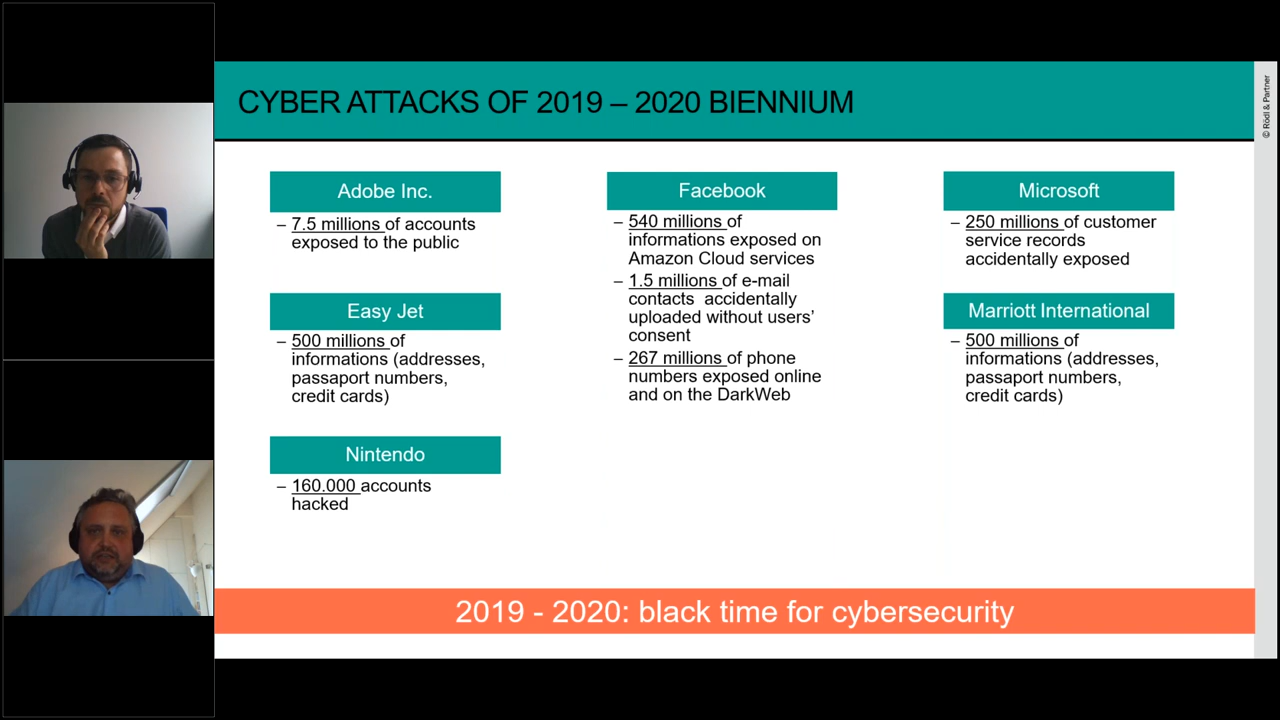 CYBER ATTACKS OF 2019 – 2020 BIENNIUM
© Rödl & Partner
Adobe Inc.
– 7.5 millions of accounts
exposed to the public
Easy Jet
– 500 millions of
informations (addresses,
passaport numbers,
credit cards)
Nintendo
– 160.000 accounts
hacked
Facebook
– 540 millions of
informations exposed on
Amazon Cloud services
– 1.5 millions of e-mail
contacts accidentally
uploaded without users’
consent
– 267 millions of phone
numbers exposed online
and on the DarkWeb
Microsoft
– 250 millions of customer
service records
accidentally exposed
Marriott International
– 500 millions of
informations (addresses,
passaport numbers,
credit cards)
2019 - 2020: black time for cybersecurity